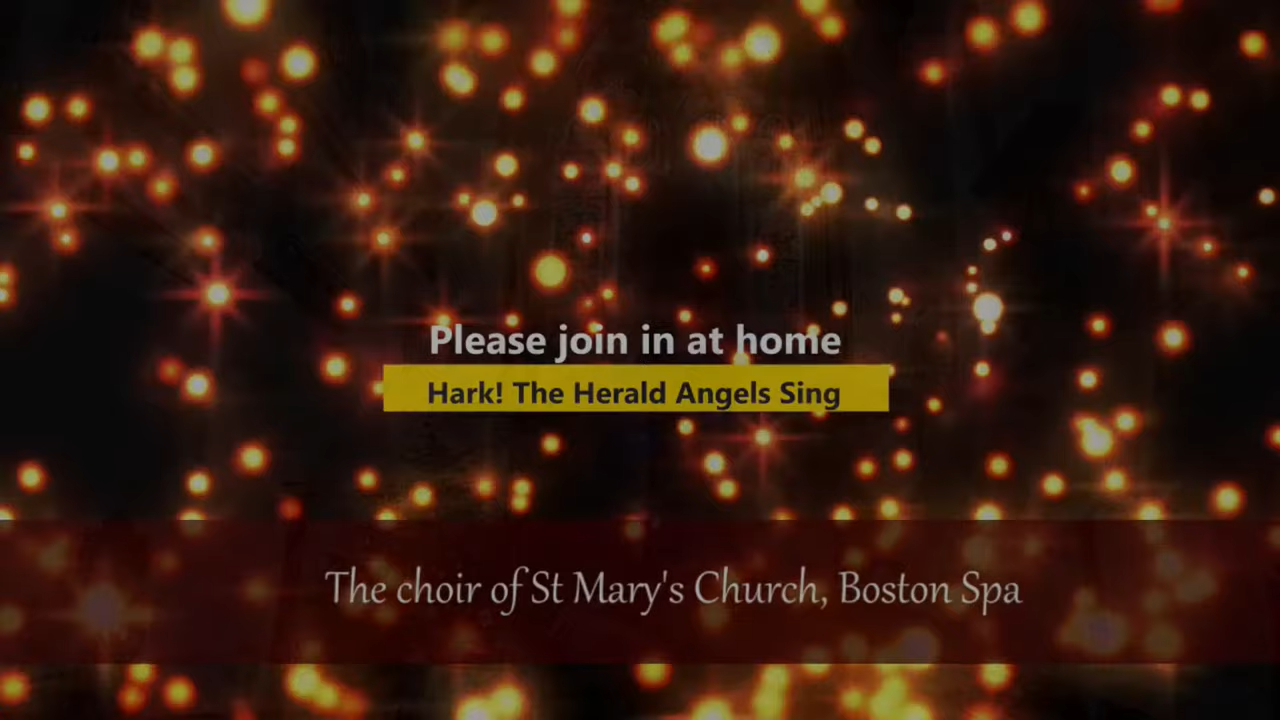 Please join in at home
Hark! The Herald Angels Sing
The choir of St Mary's Church, Boston Spa